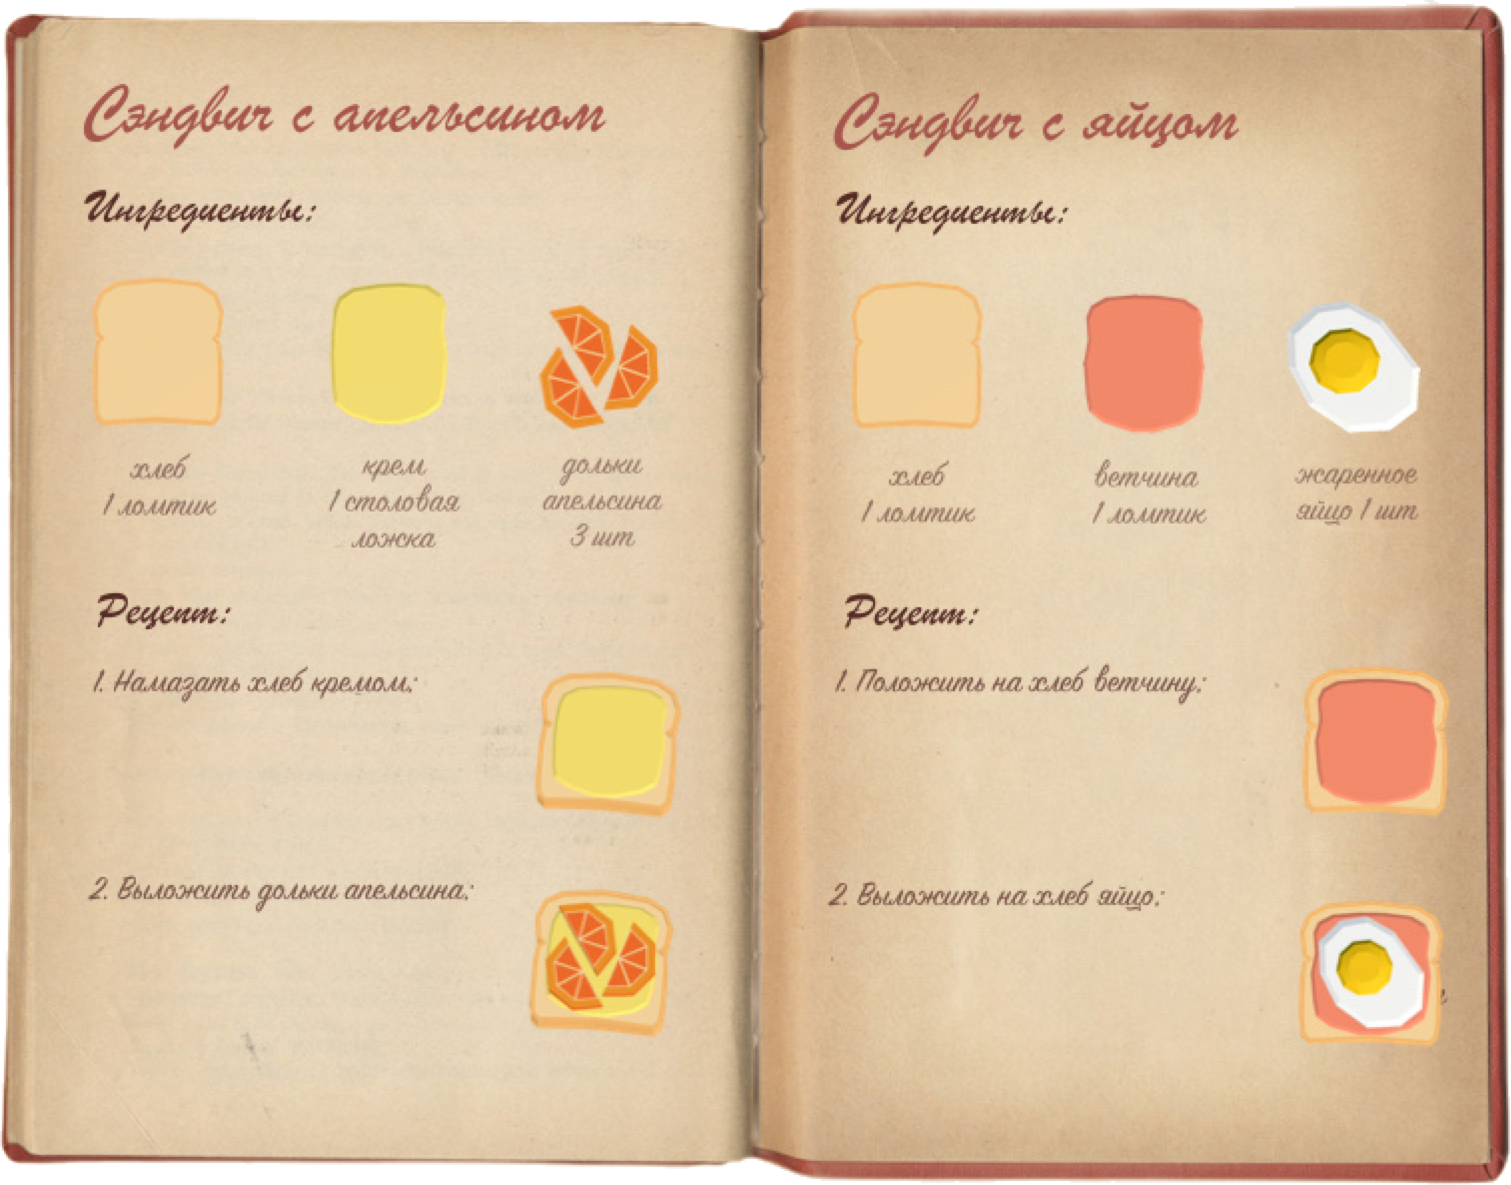 Сэндвич с апельсином
Ингредиенты:
хлеб
1 ломтик
крем
1 столовая
ложка
дольки
апельсина
3 шт
Рецепт:
1. Намазать хлеб кремом;
2. Выложить дольки апельсина;
Сэндвич с яйцом
Ингредиенты:
хлеб
1 ломтик
ветчина
1 ломтик
жаренное
яйцо 1 шт
Рецепт:
1. Положить на хлеб ветчину;
2. Выложить на хлеб яйцо;